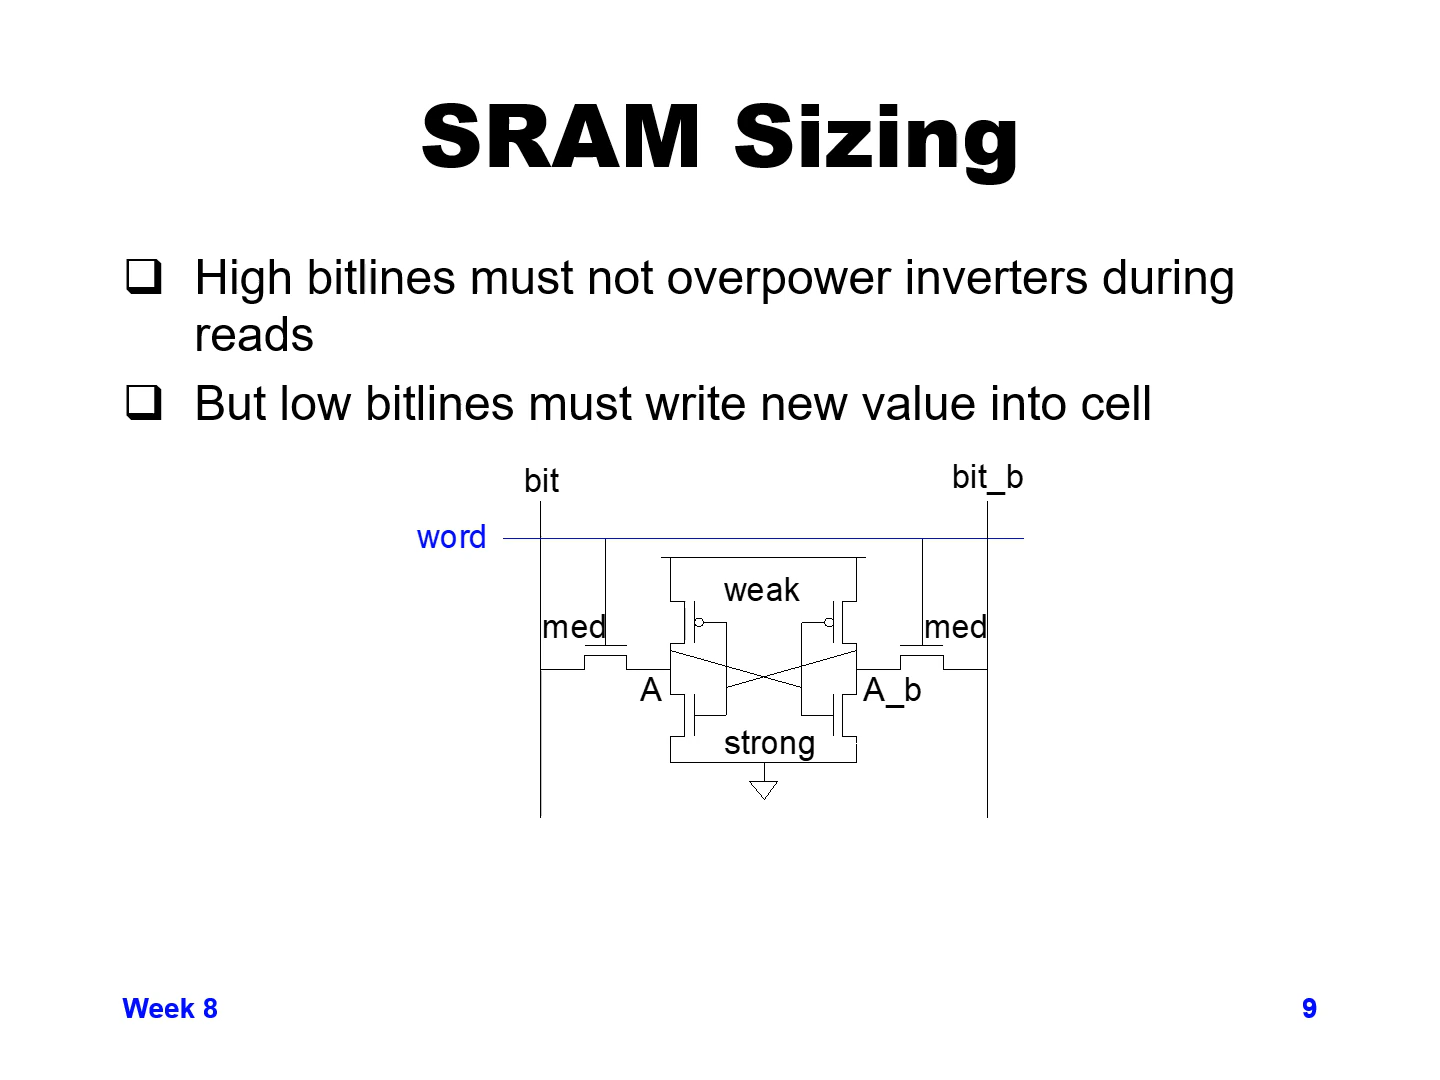 SRAM Sizing
High bitlines must not overpower inverters during
reads
But low bitlines must write new value into cell
bit
bit_b
word
weak
med
med
A
A_b
strong
Week 8
9